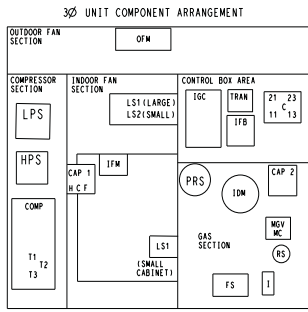 3Ø UNIT COMPONENT ARRANGEMENT
OUTDOOR FAN
SECTION
OFM
COMPRESSOR
SECTION
LPS
HPS
COMP
T1
T2
T3
INDOOR FAN
SECTION
LS1(LARGE)
LS2(SMALL)
IFM
CAP 1
H C F
LS1
(SMALL
CABINET)
CONTROL BOX AREA
IGC
TRAN
IFB
21 23
C
11 13
PRS
IDM
CAP 2
MGV
MC
GAS
SECTION
RS
FS
I